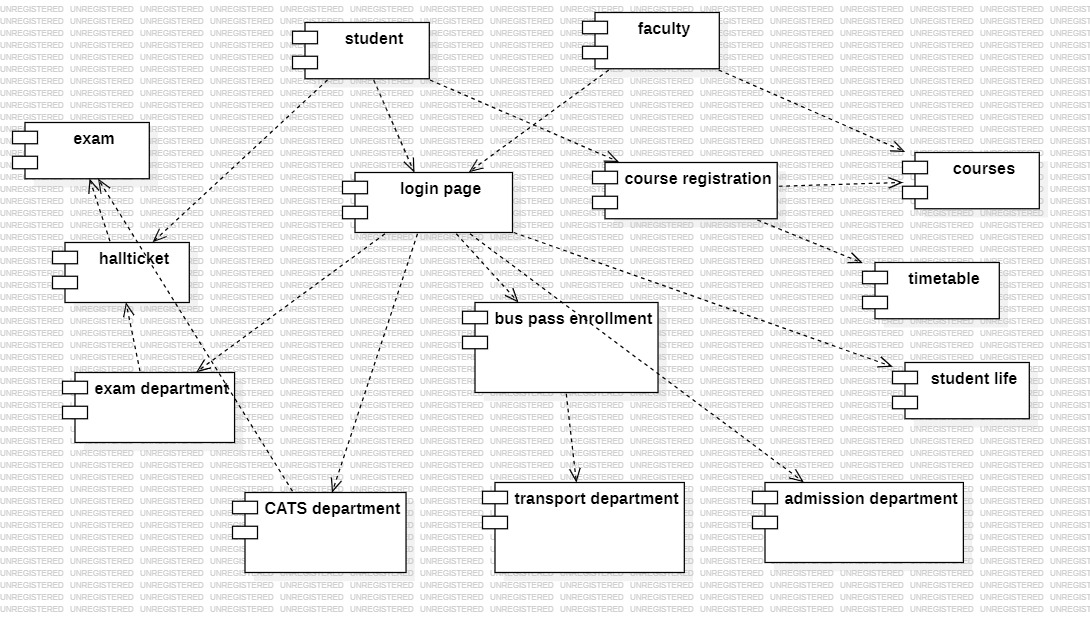 student
faculty
exam
login page
course registration
courses
hallticket
timetable
bus pass enrollment
exam department
student life
CATS department
transport department
admission department
UNREGISTERED